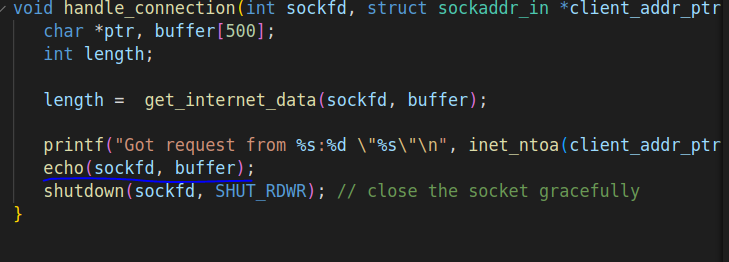 void handle_connection(int sockfd, struct sockaddr_in *client_addr_ptr
char *ptr, buffer[500];
int length;
length =  get_internet_data(sockfd, buffer);
printf("Got request from %s:%d \"%s\"\n", inet_ntoa(client_addr_ptr
echo(sockfd, buffer);
shutdown(sockfd, SHUT_RDWR); // close the socket gracefully
}